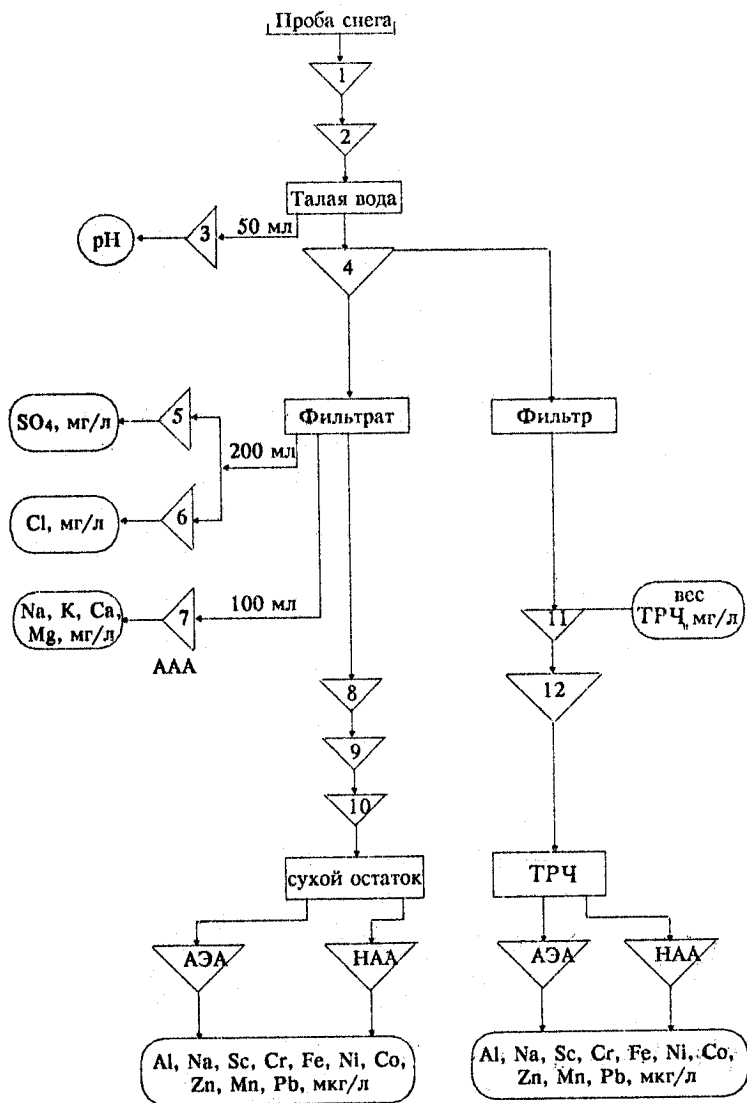 Проба снега
1
2
Талая вода
50 мл
3
pH
4
Фильтрат
Фильтр
5
SO₄, мг/л
200 мл
6
Cl, мг/л
100 мл
7
Na, K, Ca,
Mg, мг/л
ААА
вес
ТРЧ, мг/л
11
12
8
9
10
сухой остаток
ТРЧ
АЭА
НАА
АЭА
НАА
Al, Na, Sc, Cr, Fe, Ni, Co,
Zn, Mn, Pb, мкг/л
Al, Na, Sc, Cr, Fe, Ni, Co,
Zn, Mn, Pb, мкг/л